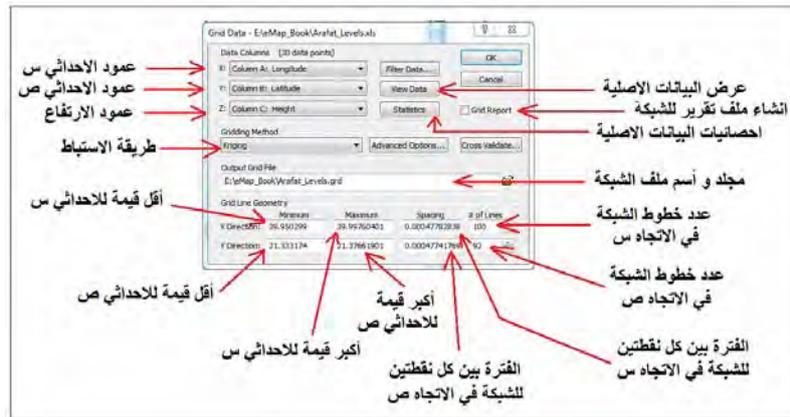 Grid Data - E:\eMap_Book\Arafat_Levels.xls
Data Columns (30 data points)
X: Column A: Longitude
Y: Column B: Latitude
Z: Column C: Height
Filter Data...
View Data
Statistics
OK
Cancel
Grid Report
Gridding Method
Kriging
Advanced Options...
Cross Validate...
Output Grid File
E:\eMap_Book\Arafat_Levels.grd
Grid Line Geometry
Minimum Maximum Spacing # of Lines
X Direction: 39.950299 39.99760401 0.00047782838 100
Y Direction: 21.333174 21.37661901 0.0004774176 92
عمود الاحداثي س
عمود الاحداثي ص
عمود الارتفاع
طريقة الاستباط
أقل قيمة للاحداثي س
أقل قيمة للاحداثي ص
عرض البيانات الاصلية
انشاء ملف تقرير للشبكة
احصائيات البيانات الاصلية
مجلد و أسم ملف الشبكة
عدد خطوط الشبكة
في الاتجاه س
عدد خطوط الشبكة
في الاتجاه ص
أكبر قيمة
للاحداثي ص
أكبر قيمة للاحداثي س
الفترة بين كل نقطتين
للشبكة في الاتجاه س
الفترة بين كل نقطتين
للشبكة في الاتجاه ص